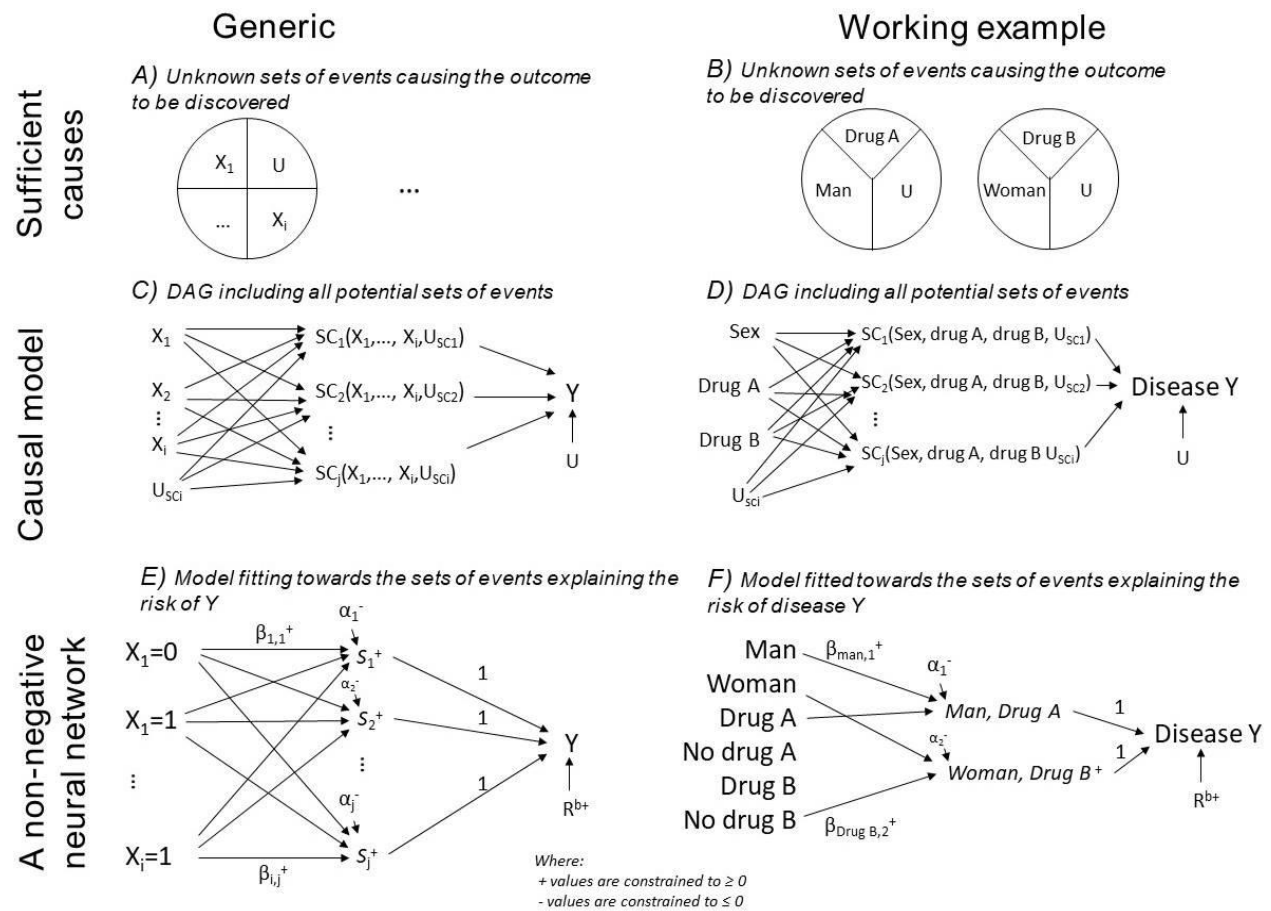 Generic
Working example
Sufficient
causes
A) Unknown sets of events causing the outcome
to be discovered
X1
U
...
Xi
...
B) Unknown sets of events causing the outcome
to be discovered
Drug A
Man
U
Drug B
Woman
U
Causal model
C) DAG including all potential sets of events
X1
X2
⋮
Xi
USCi
SC1(X1,..., Xi,USC1)
SC2(X1,..., Xi,USC2)
⋮
SCj(X1,..., Xi,USCi)
Y
U
D) DAG including all potential sets of events
Sex
Drug A
Drug B
Usci
SC1(Sex, drug A, drug B, USC1)
SC2(Sex, drug A, drug B, USC2)
⋮
SCj(Sex, drug A, drug B USCi)
Disease Y
U
A non-negative
neural network
E) Model fitting towards the sets of events explaining the
risk of Y
X1=0
X1=1
⋮
Xi=1
β1,1+
βi,j+
α1-
S1+
α2-
S2+
⋮
αj-
Sj+
1
1
1
Y
Rb+
F) Model fitted towards the sets of events explaining the
risk of disease Y
Man
Woman
Drug A
No drug A
Drug B
No drug B
βman,1+
βDrug B,2+
α1-
Man, Drug A
α2-
Woman, Drug B+
1
1
Disease Y
Rb+
Where:
+ values are constrained to ≥ 0
- values are constrained to ≤ 0